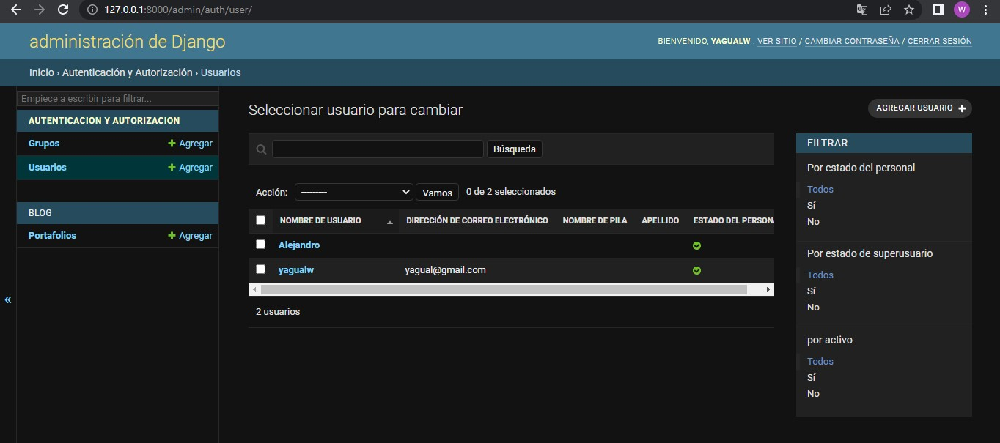 127.0.0.1:8000/admin/auth/user/
W
administración de Django
BIENVENIDO, YAGUALW . VER SITIO / CAMBIAR CONTRASEÑA / CERRAR SESIÓN
Inicio › Autenticación y Autorización › Usuarios
Empiece a escribir para filtrar...
AUTENTICACION Y AUTORIZACION
Grupos + Agregar
Usuarios + Agregar
BLOG
Portafolios + Agregar
«
Seleccionar usuario para cambiar
AGREGAR USUARIO +
Búsqueda
Acción: --------- Vamos 0 de 2 seleccionados
NOMBRE DE USUARIO DIRECCIÓN DE CORREO ELECTRÓNICO NOMBRE DE PILA APELLIDO ESTADO DEL PERSONA
Alejandro
yagualw yagual@gmail.com
2 usuarios
FILTRAR
Por estado del personal
Todos
Sí
No
Por estado de superusuario
Todos
Sí
No
por activo
Todos
Sí
No